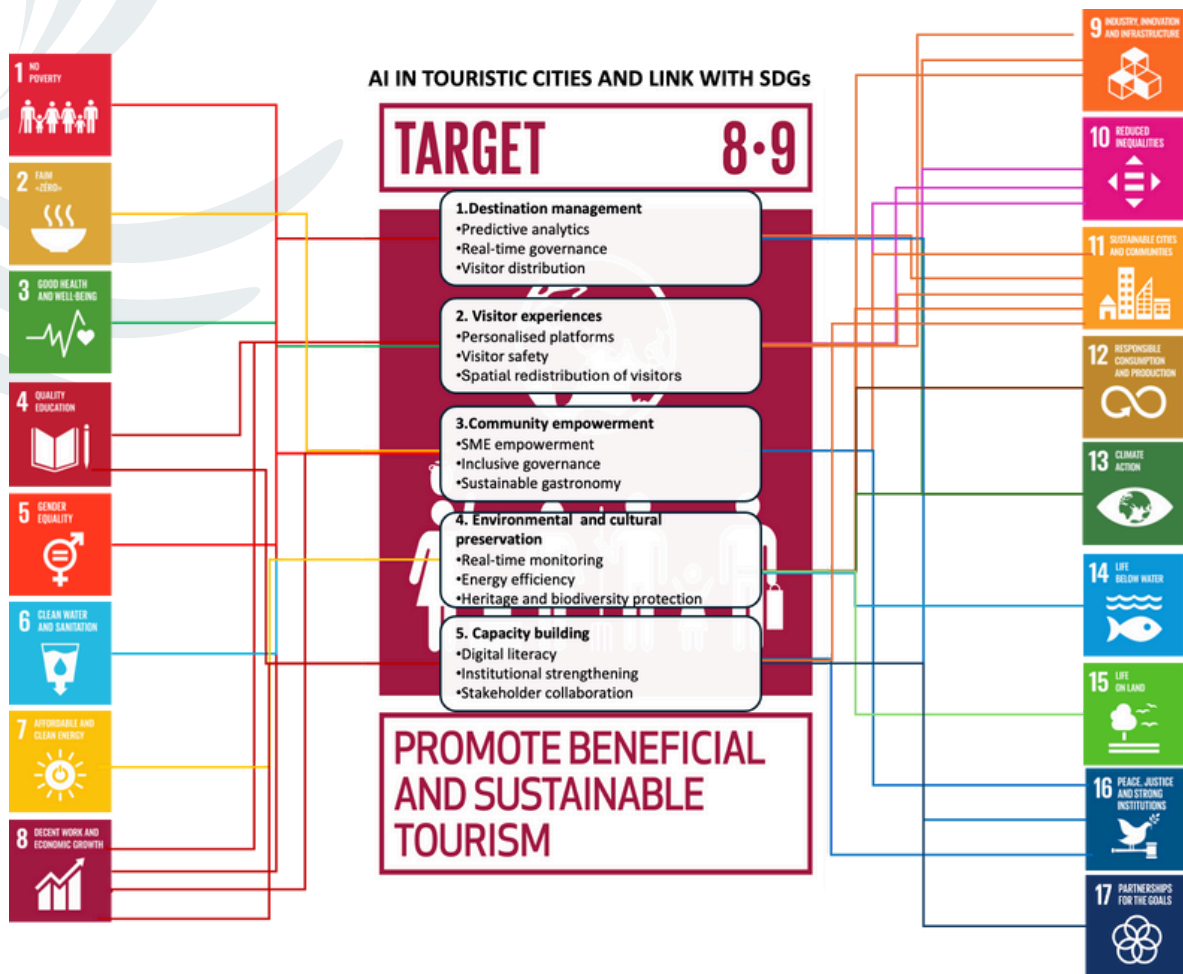 AI IN TOURISTIC CITIES AND LINK WITH SDGs
TARGET 8•9
1.Destination management
•Predictive analytics
•Real-time governance
•Visitor distribution
2. Visitor experiences
•Personalised platforms
•Visitor safety
•Spatial redistribution of visitors
3.Community empowerment
•SME empowerment
•Inclusive governance
•Sustainable gastronomy
4. Environmental and cultural
preservation
•Real-time monitoring
•Energy efficiency
•Heritage and biodiversity protection
5. Capacity building
•Digital literacy
•Institutional strengthening
•Stakeholder collaboration
PROMOTE BENEFICIAL
AND SUSTAINABLE
TOURISM
1 NO
POVERTY
2 FAIM
«ZÉRO»
3 GOOD HEALTH
AND WELL-BEING
4 QUALITY
EDUCATION
5 GENDER
EQUALITY
6 CLEAN WATER
AND SANITATION
7 AFFORDABLE AND
CLEAN ENERGY
8 DECENT WORK AND
ECONOMIC GROWTH
9 INDUSTRY, INNOVATION
AND INFRASTRUCTURE
10 REDUCED
INEQUALITIES
11 SUSTAINABLE CITIES
AND COMMUNITIES
12 RESPONSIBLE
CONSUMPTION
AND PRODUCTION
13 CLIMATE
ACTION
14 LIFE
BELOW WATER
15 LIFE
ON LAND
16 PEACE, JUSTICE
AND STRONG
INSTITUTIONS
17 PARTNERSHIPS
FOR THE GOALS